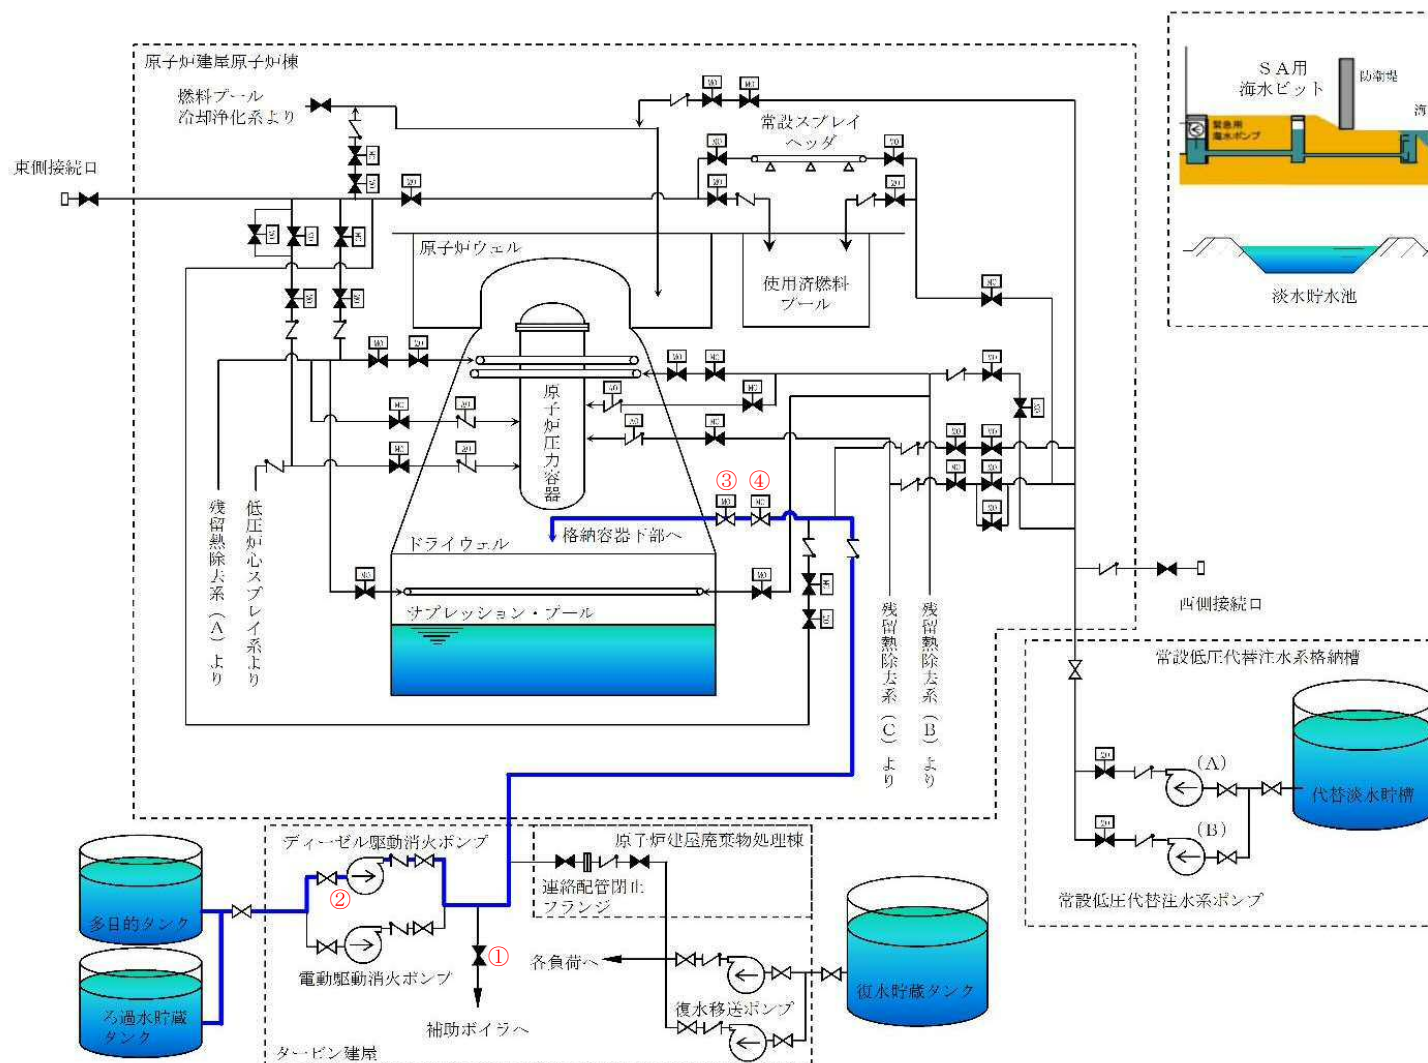 原子炉建屋原子炉棟
燃料プール
冷却浄化系より
東側接続口
常設スプレイ
ヘッダ
原子炉ウェル
使用済燃料
プール
原子炉圧力容器
③
④
格納容器下部へ
ドライウェル
サプレッション・プール
残留熱除去系(A)より
低圧炉心スプレイ系より
残留熱除去系(C)より
残留熱除去系(B)より
西側接続口
SA用
海水ピット
防潮堤
海
緊急用
海水ポンプ
淡水貯水池
常設低圧代替注水系格納槽
(A)
(B)
代替淡水貯槽
常設低圧代替注水系ポンプ
ディーゼル駆動消火ポンプ
②
電動駆動消火ポンプ
多目的タンク
ろ過水貯蔵
タンク
①
補助ボイラへ
タービン建屋
原子炉建屋廃棄物処理棟
連絡配管閉止
フランジ
各負荷へ
復水移送ポンプ
復水貯蔵タンク